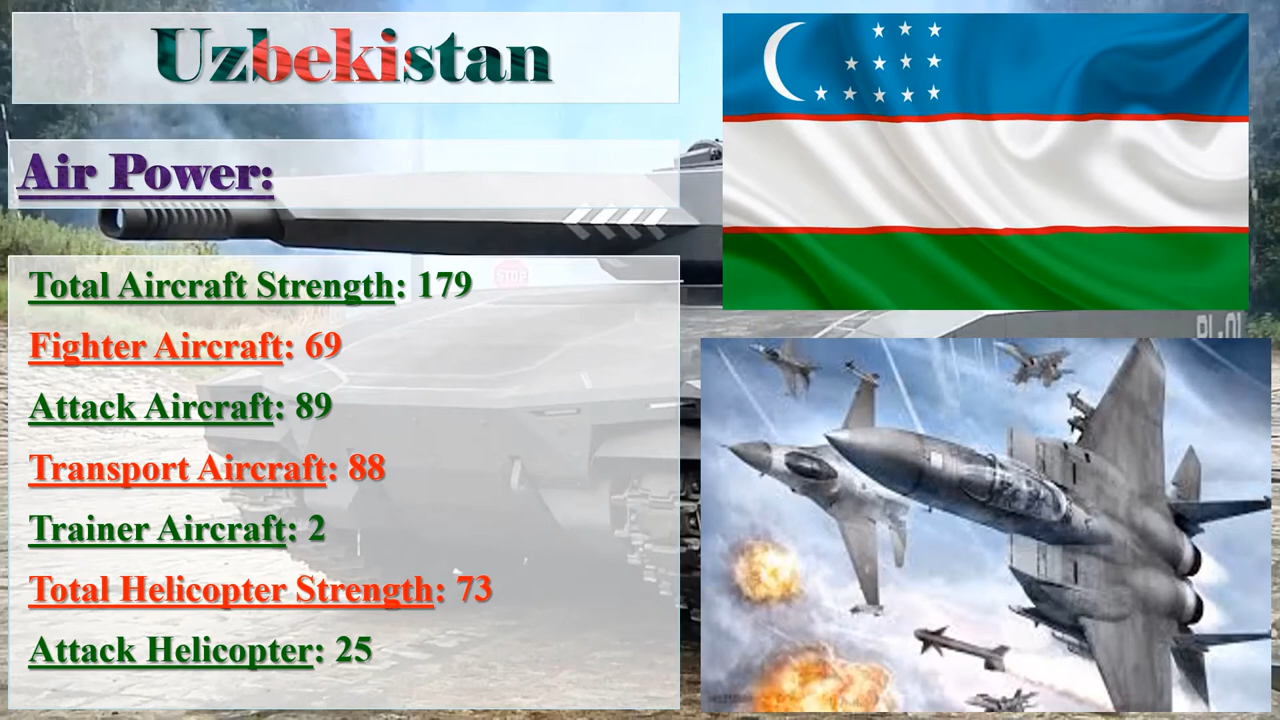 Uzbekistan
Air Power:
STOP
Total Aircraft Strength: 179
Fighter Aircraft: 69
Attack Aircraft: 89
Transport Aircraft: 88
Trainer Aircraft: 2
Total Helicopter Strength: 73
Attack Helicopter: 25